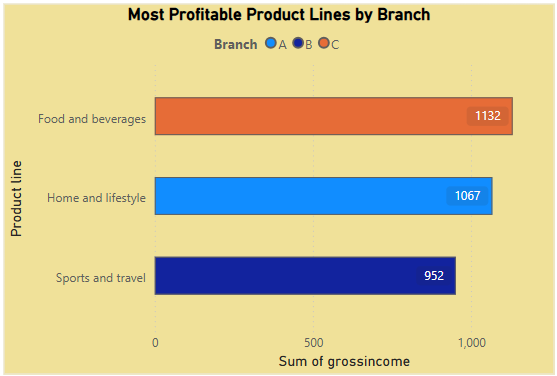 Most Profitable Product Lines by Branch
Branch A B C
Food and beverages 1132
Home and lifestyle 1067
Sports and travel 952
Product line
0 500 1,000
Sum of grossincome